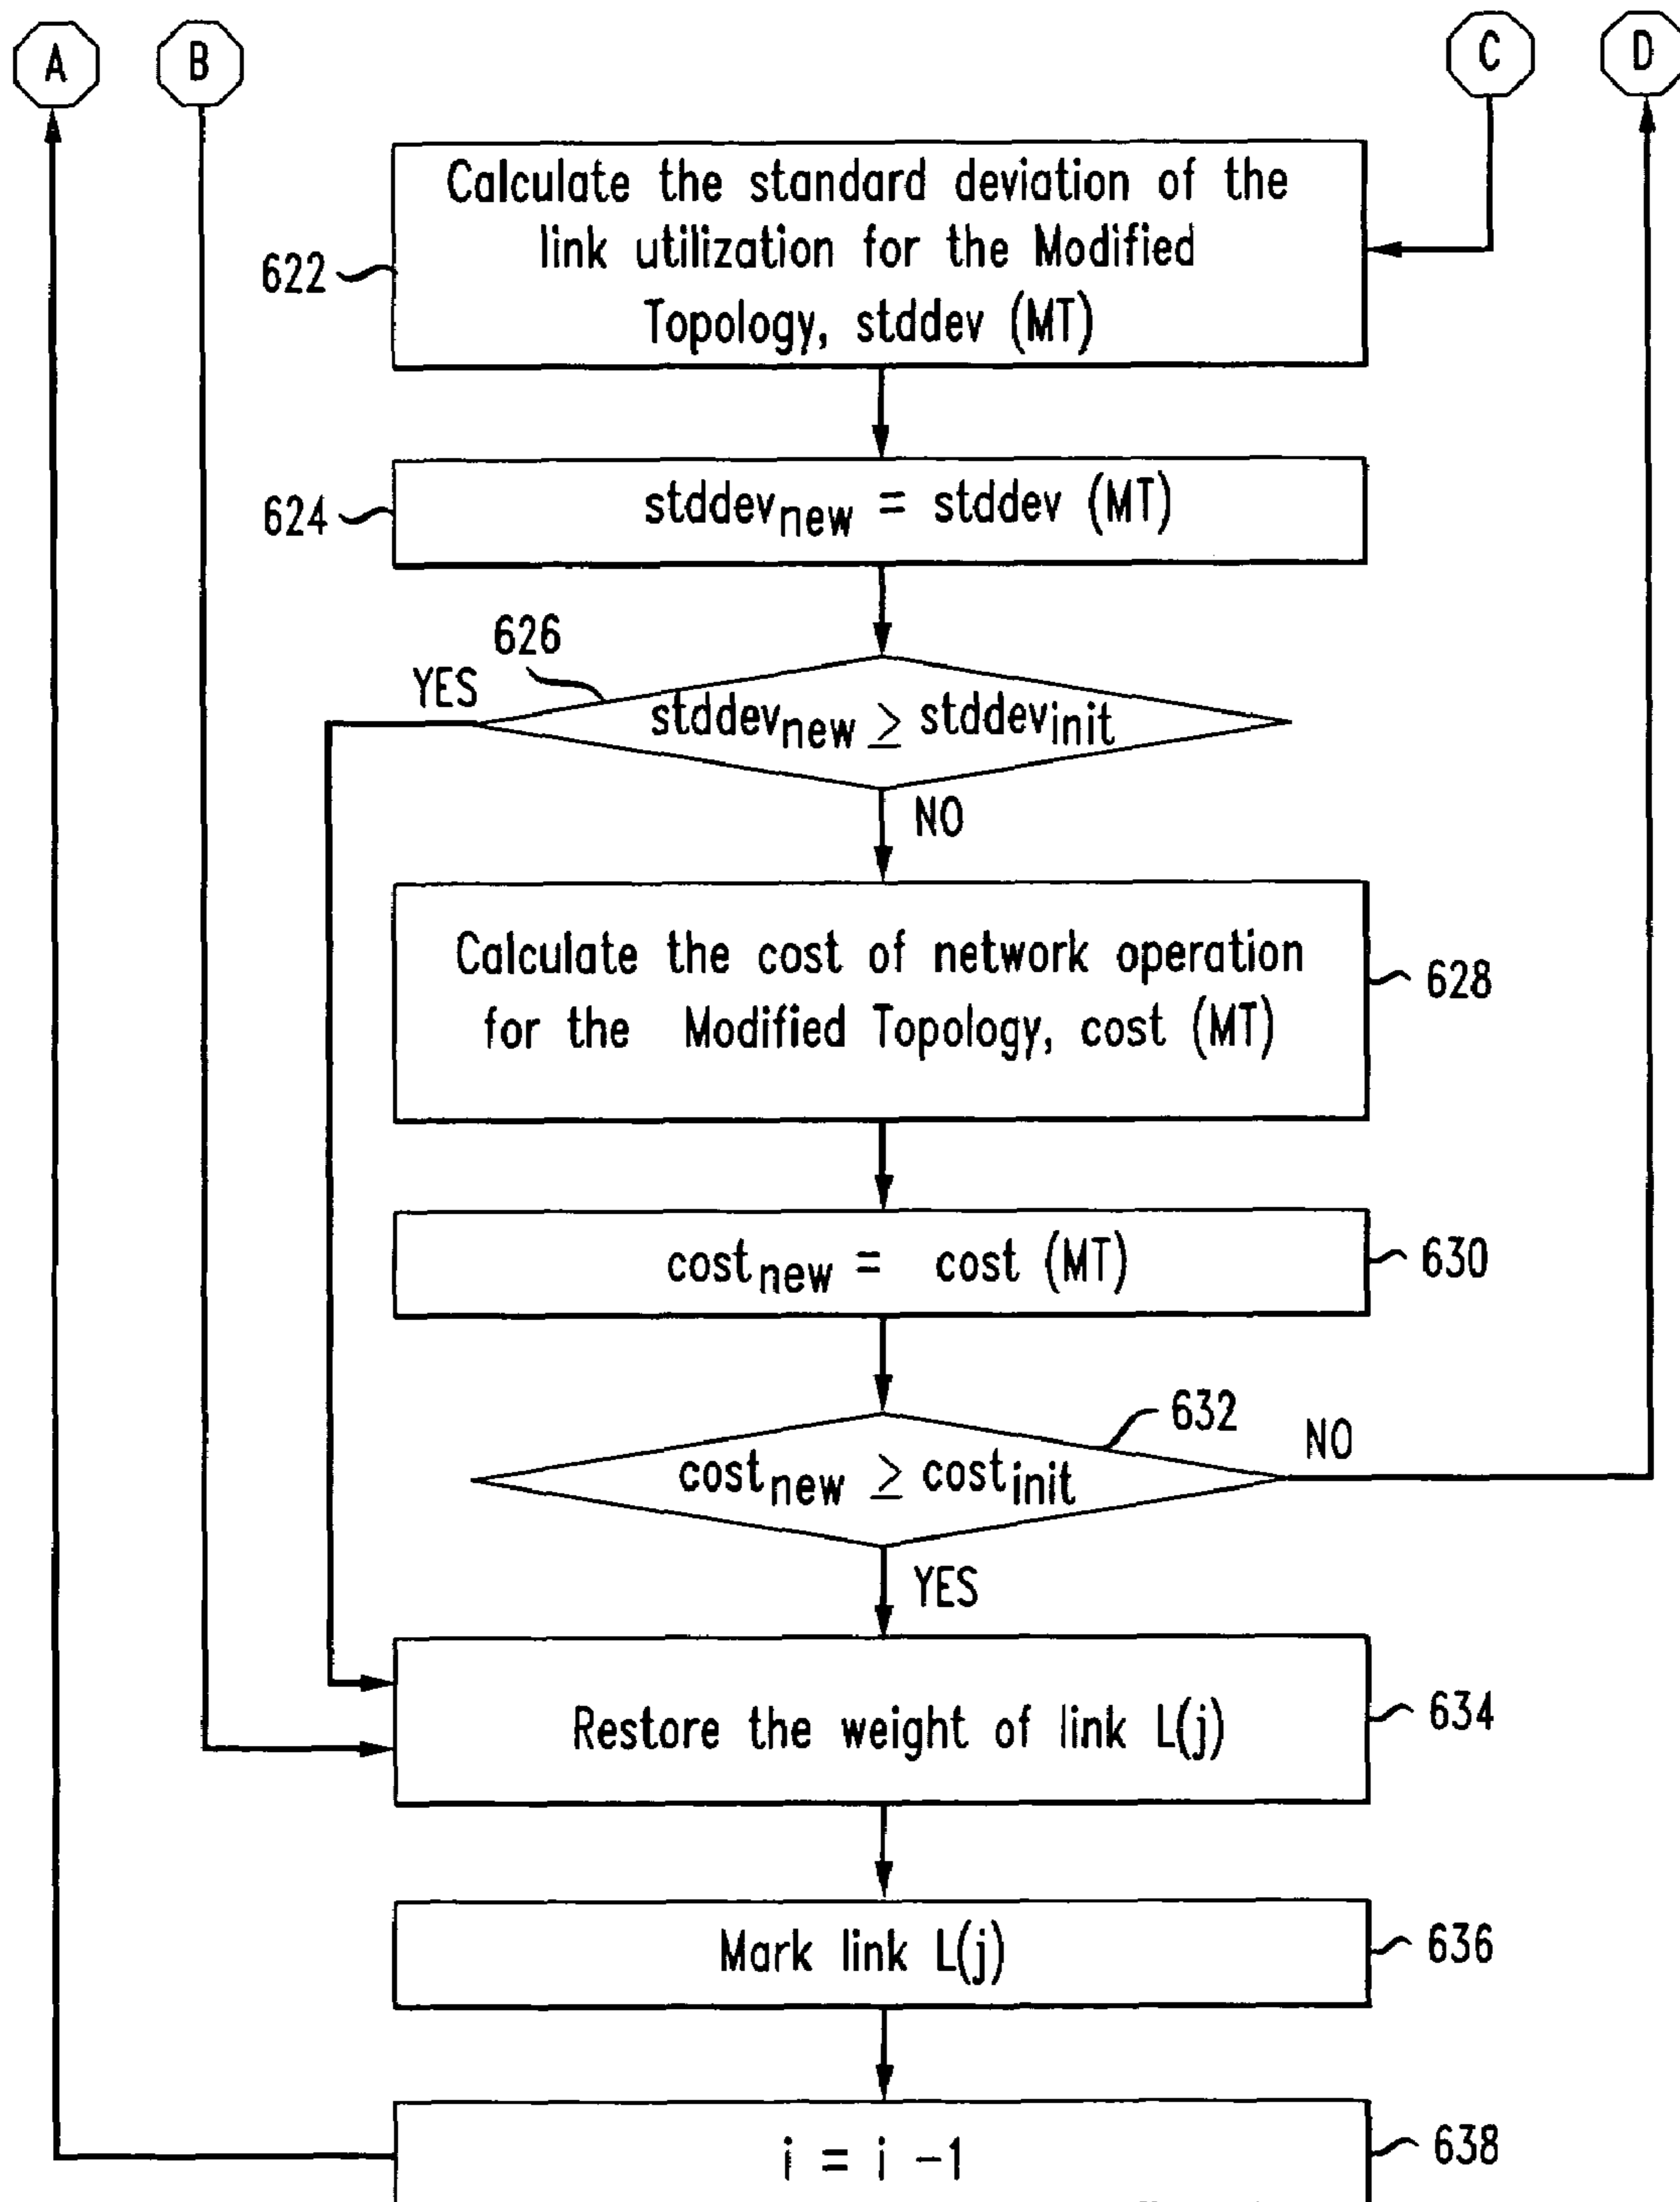 A
B
C
D
Calculate the standard deviation of the
link utilization for the Modified
Topology, stddev (MT)
622
624
stddevnew = stddev (MT)
626
YES
stddevnew ≥ stddevinit
NO
Calculate the cost of network operation
for the Modified Topology, cost (MT)
628
costnew = cost (MT)
630
632
NO
costnew ≥ costinit
YES
Restore the weight of link L(j)
634
Mark link L(j)
636
i = i -1
638